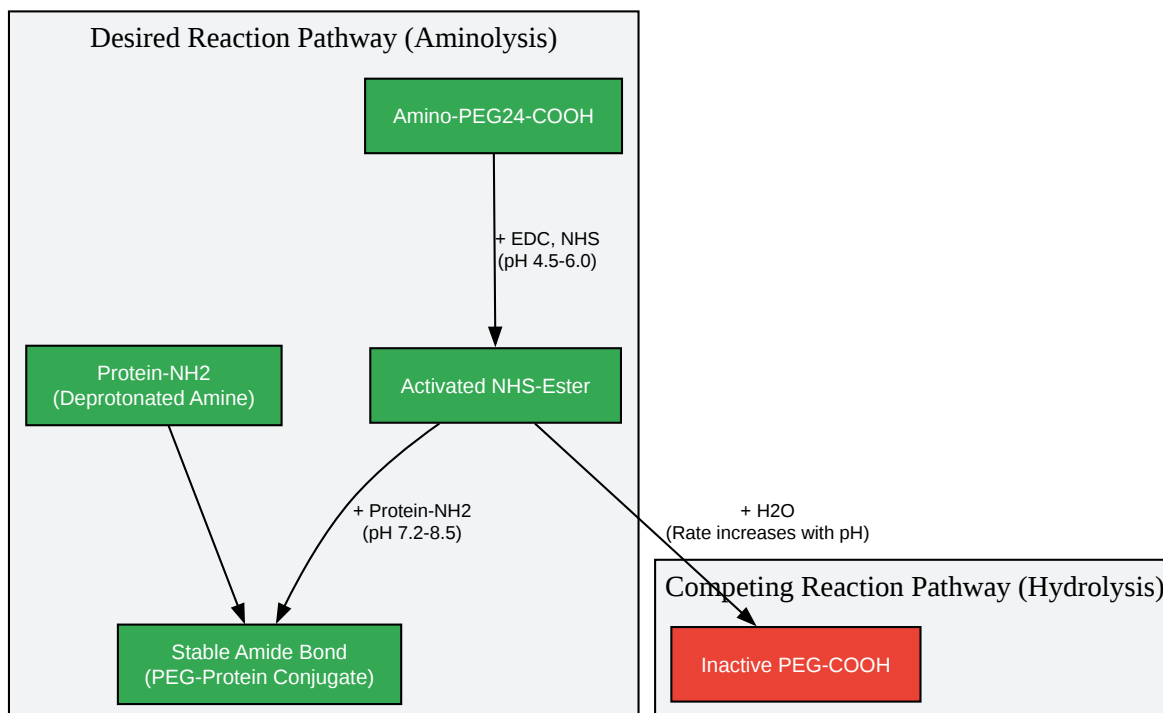 Desired Reaction Pathway (Aminolysis)
Amino-PEG24-COOH
+ EDC, NHS
(pH 4.5-6.0)
Protein-NH2
(Deprotonated Amine)
Activated NHS-Ester
+ Protein-NH2
(pH 7.2-8.5)
+ H2O
(Rate increases with pH)
Competing Reaction Pathway (Hydrolysis)
Stable Amide Bond
(PEG-Protein Conjugate)
Inactive PEG-COOH